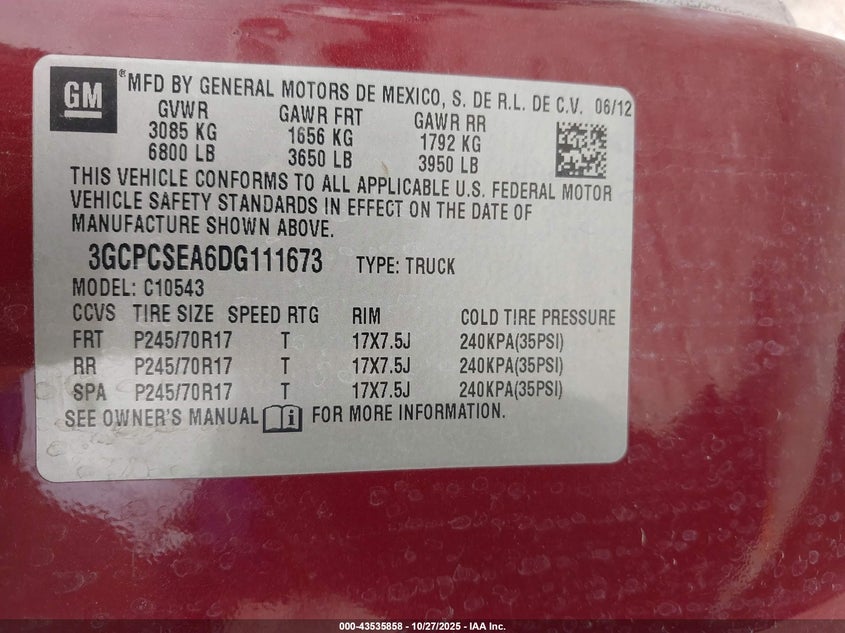 GM ® MFD BY GENERAL MOTORS DE MEXICO, S. DE R.L. DE C.V. 06/12
GVWR GAWR FRT GAWR RR
3085 KG 1656 KG 1792 KG
6800 LB 3650 LB 3950 LB
THIS VEHICLE CONFORMS TO ALL APPLICABLE U.S. FEDERAL MOTOR
VEHICLE SAFETY STANDARDS IN EFFECT ON THE DATE OF
MANUFACTURE SHOWN ABOVE.
3GCPCSEA6DG111673 TYPE: TRUCK
MODEL: C10543
CCVS TIRE SIZE SPEED RTG RIM COLD TIRE PRESSURE
FRT P245/70R17 T 17X7.5J 240KPA(35PSI)
RR P245/70R17 T 17X7.5J 240KPA(35PSI)
SPA P245/70R17 T 17X7.5J 240KPA(35PSI)
SEE OWNER'S MANUAL i FOR MORE INFORMATION.
000-43535858 - 10/27/2025 - IAA Inc.